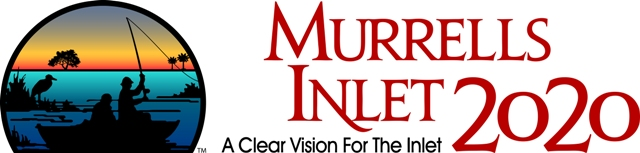 MURRELLS
INLET 2020
A Clear Vision For The Inlet
TM